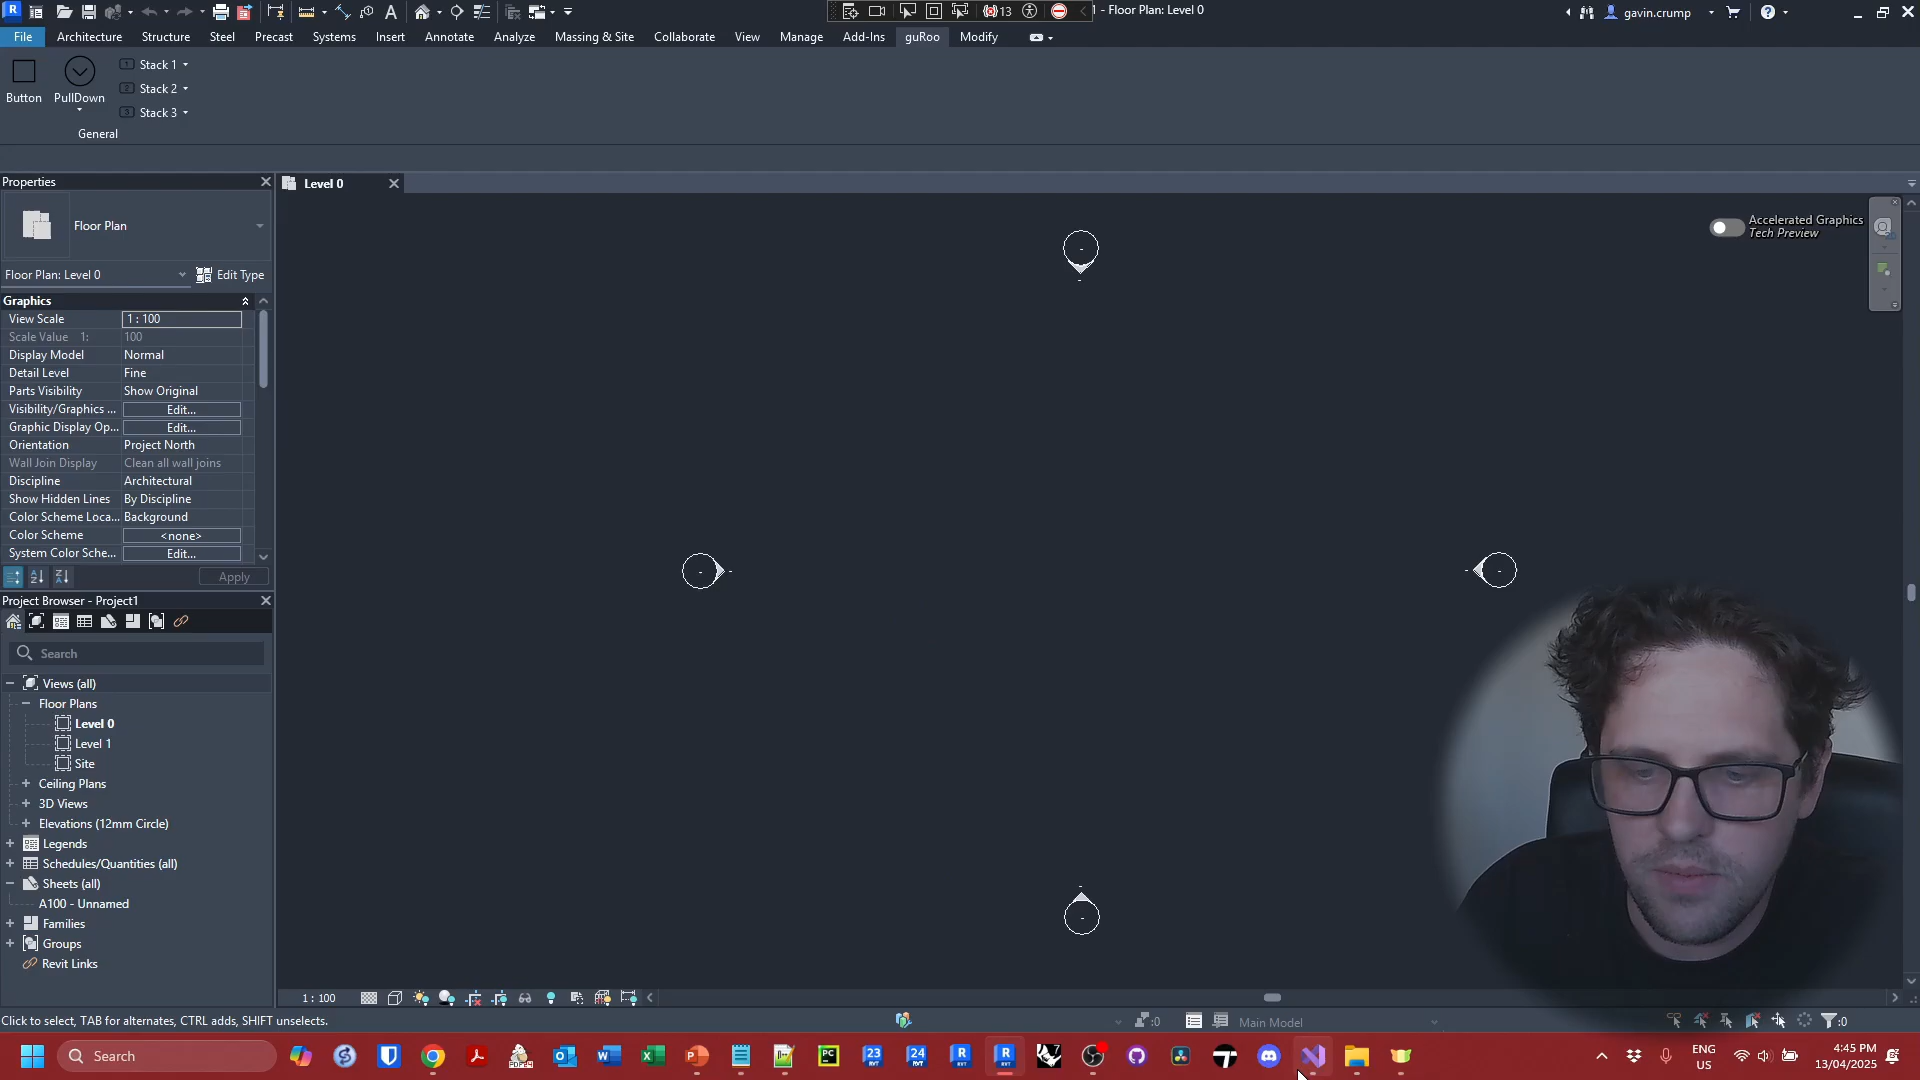 13
1 - Floor Plan: Level 0
gavin.crump
File
Architecture
Structure
Steel
Precast
Systems
Insert
Annotate
Analyze
Massing & Site
Collaborate
View
Manage
Add-Ins
guRoo
Modify
Button
PullDown
Stack 1
Stack 2
Stack 3
General
Properties
Floor Plan
Floor Plan: Level 0
Edit Type
Graphics
View Scale 1 : 100
Scale Value 1: 100
Display Model Normal
Detail Level Fine
Parts Visibility Show Original
Visibility/Graphics ... Edit...
Graphic Display Op... Edit...
Orientation Project North
Wall Join Display Clean all wall joins
Discipline Architectural
Show Hidden Lines By Discipline
Color Scheme Loca... Background
Color Scheme <none>
System Color Sche... Edit...
Apply
Project Browser - Project1
Search
Views (all)
Floor Plans
Level 0
Level 1
Site
Ceiling Plans
3D Views
Elevations (12mm Circle)
Legends
Schedules/Quantities (all)
Sheets (all)
A100 - Unnamed
Families
Groups
Revit Links
Level 0
Accelerated Graphics
Tech Preview
1 : 100
Click to select, TAB for alternates, CTRL adds, SHIFT unselects.
:0
Main Model
:0
Search
ENG
US
4:45 PM
13/04/2025